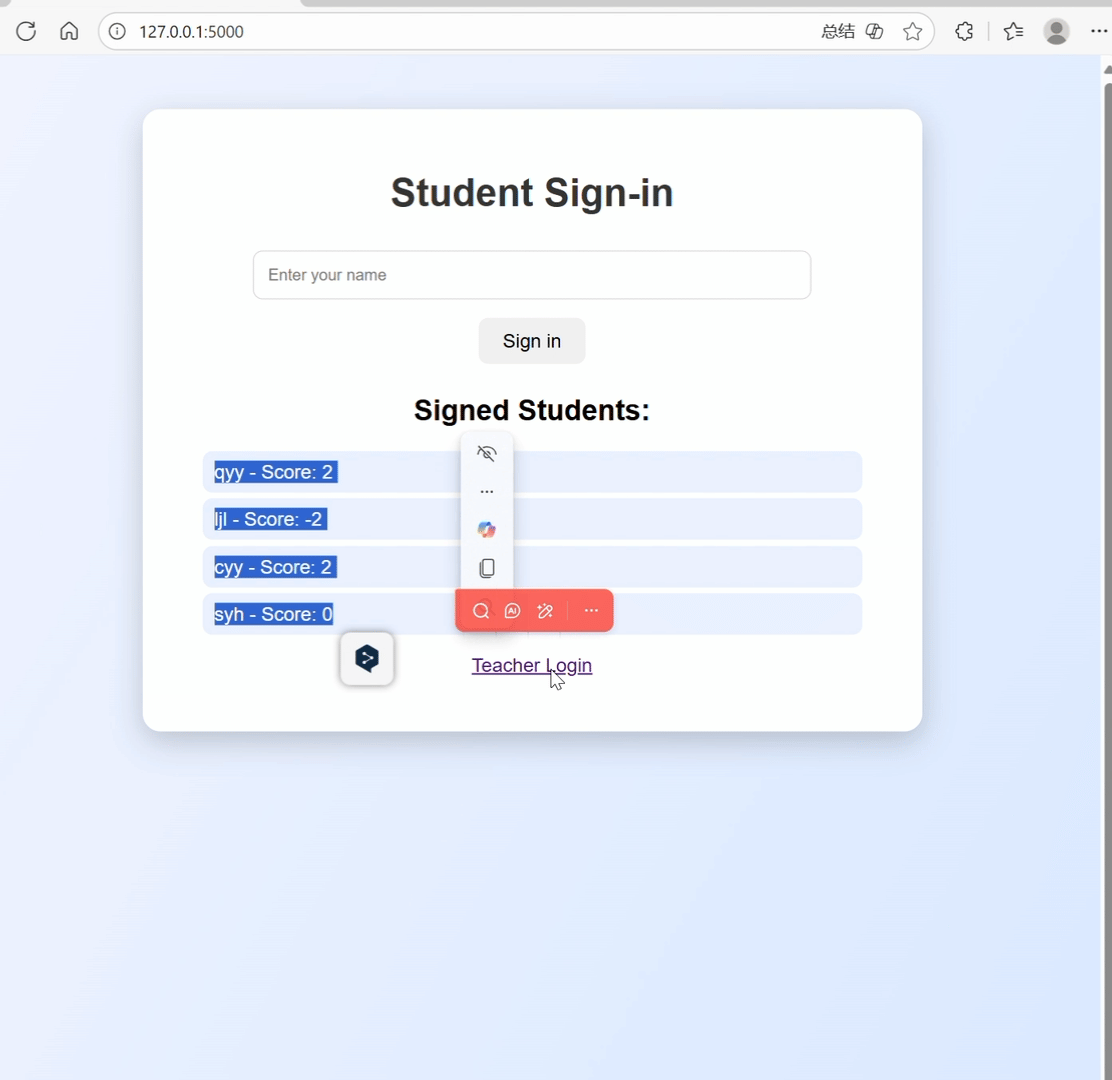 127.0.0.1:5000
总结
Student Sign-in
Enter your name
Sign in
Signed Students:
qyy - Score: 2
ljl - Score: -2
cyy - Score: 2
syh - Score: 0
AI
Teacher Login